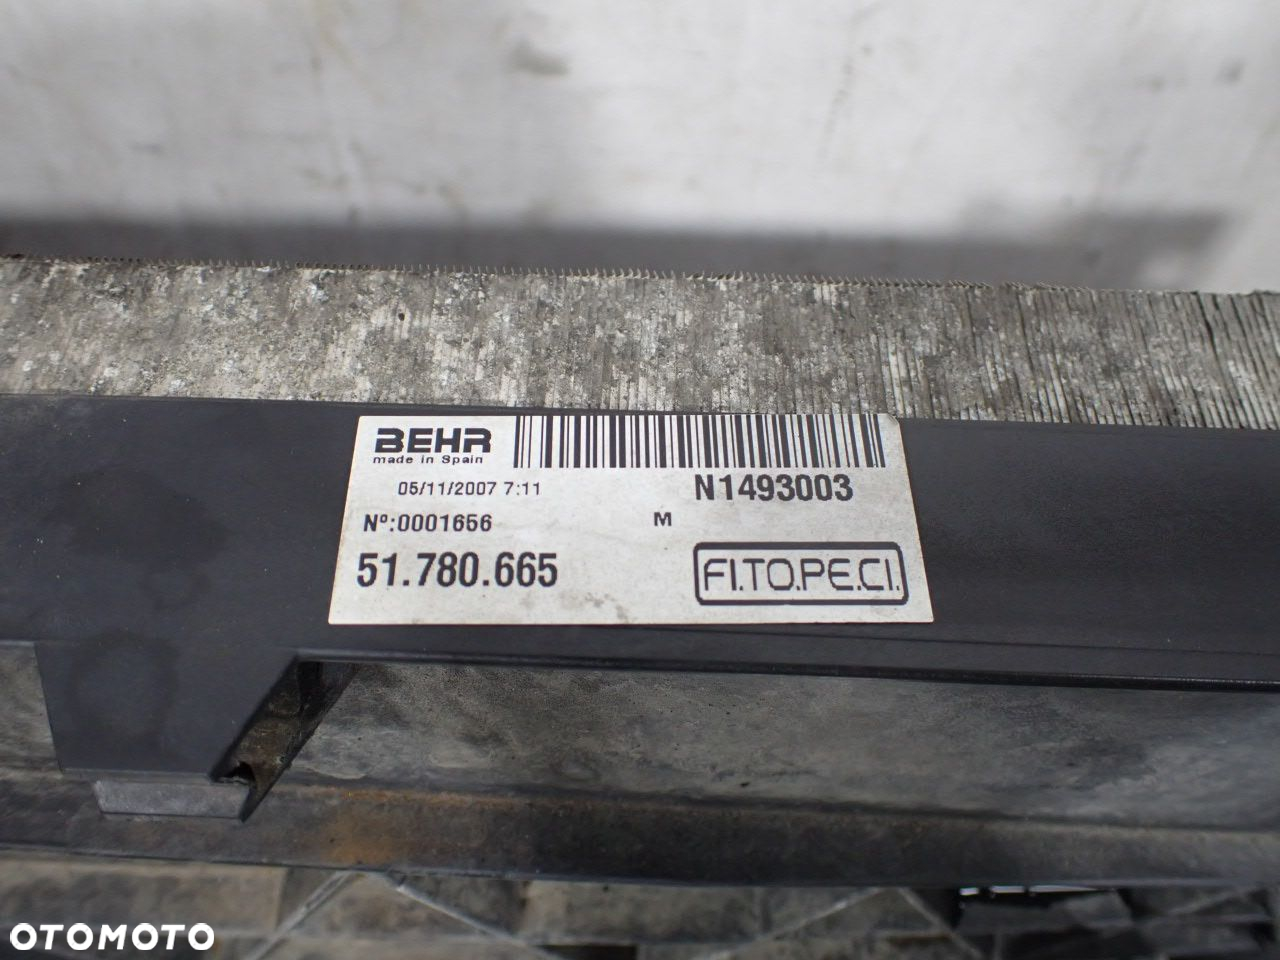 BEHR
made in Spain
05/11/2007 7:11
N1493003
Nº:0001656
M
51.780.665
FI.TO.PE.CI.
OTOMOTO